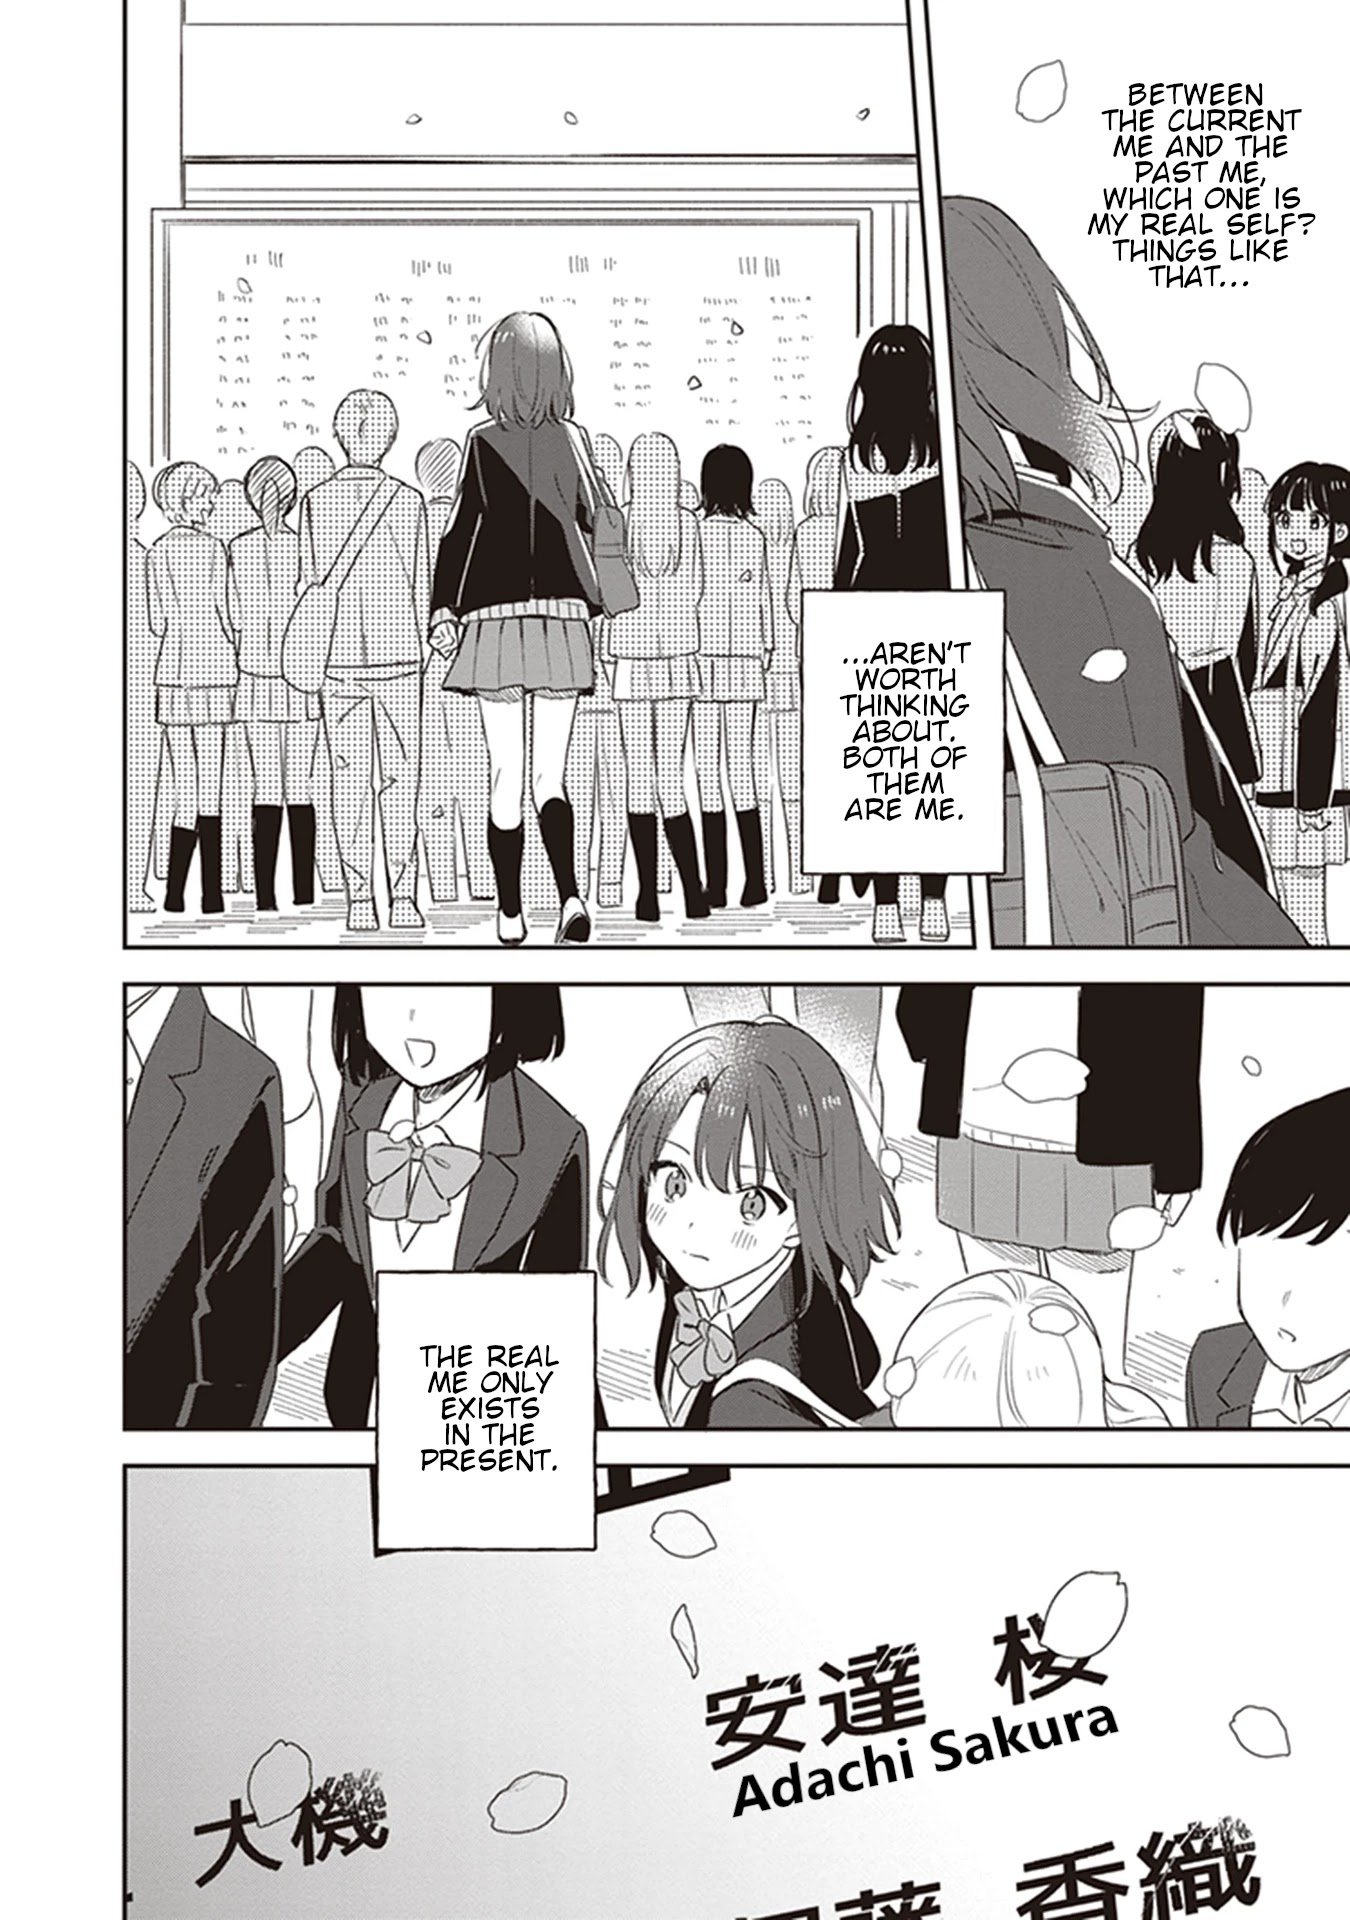 BETWEEN
THE CURRENT
ME AND THE
PAST ME,
WHICH ONE IS
MY REAL SELF?
THINGS LIKE
THAT...
...AREN'T
WORTH
THINKING
ABOUT.
BOTH OF
THEM
ARE ME.
THE REAL
ME ONLY
EXISTS
IN THE
PRESENT.
安達 桜
Adachi Sakura
大機
香織